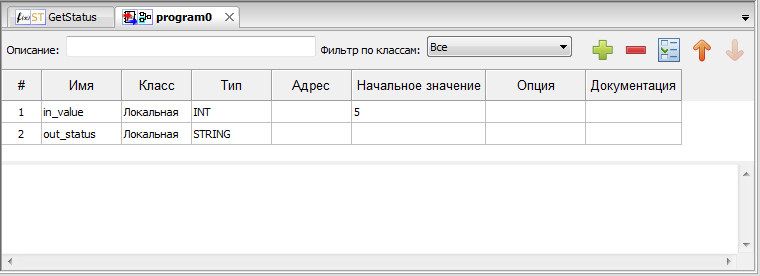 f(x) ST GetStatus program0
Описание: Фильтр по классам: Все
# Имя Класс Тип Адрес Начальное значение Опция Документация
1 in_value Локальная INT 5
2 out_status Локальная STRING